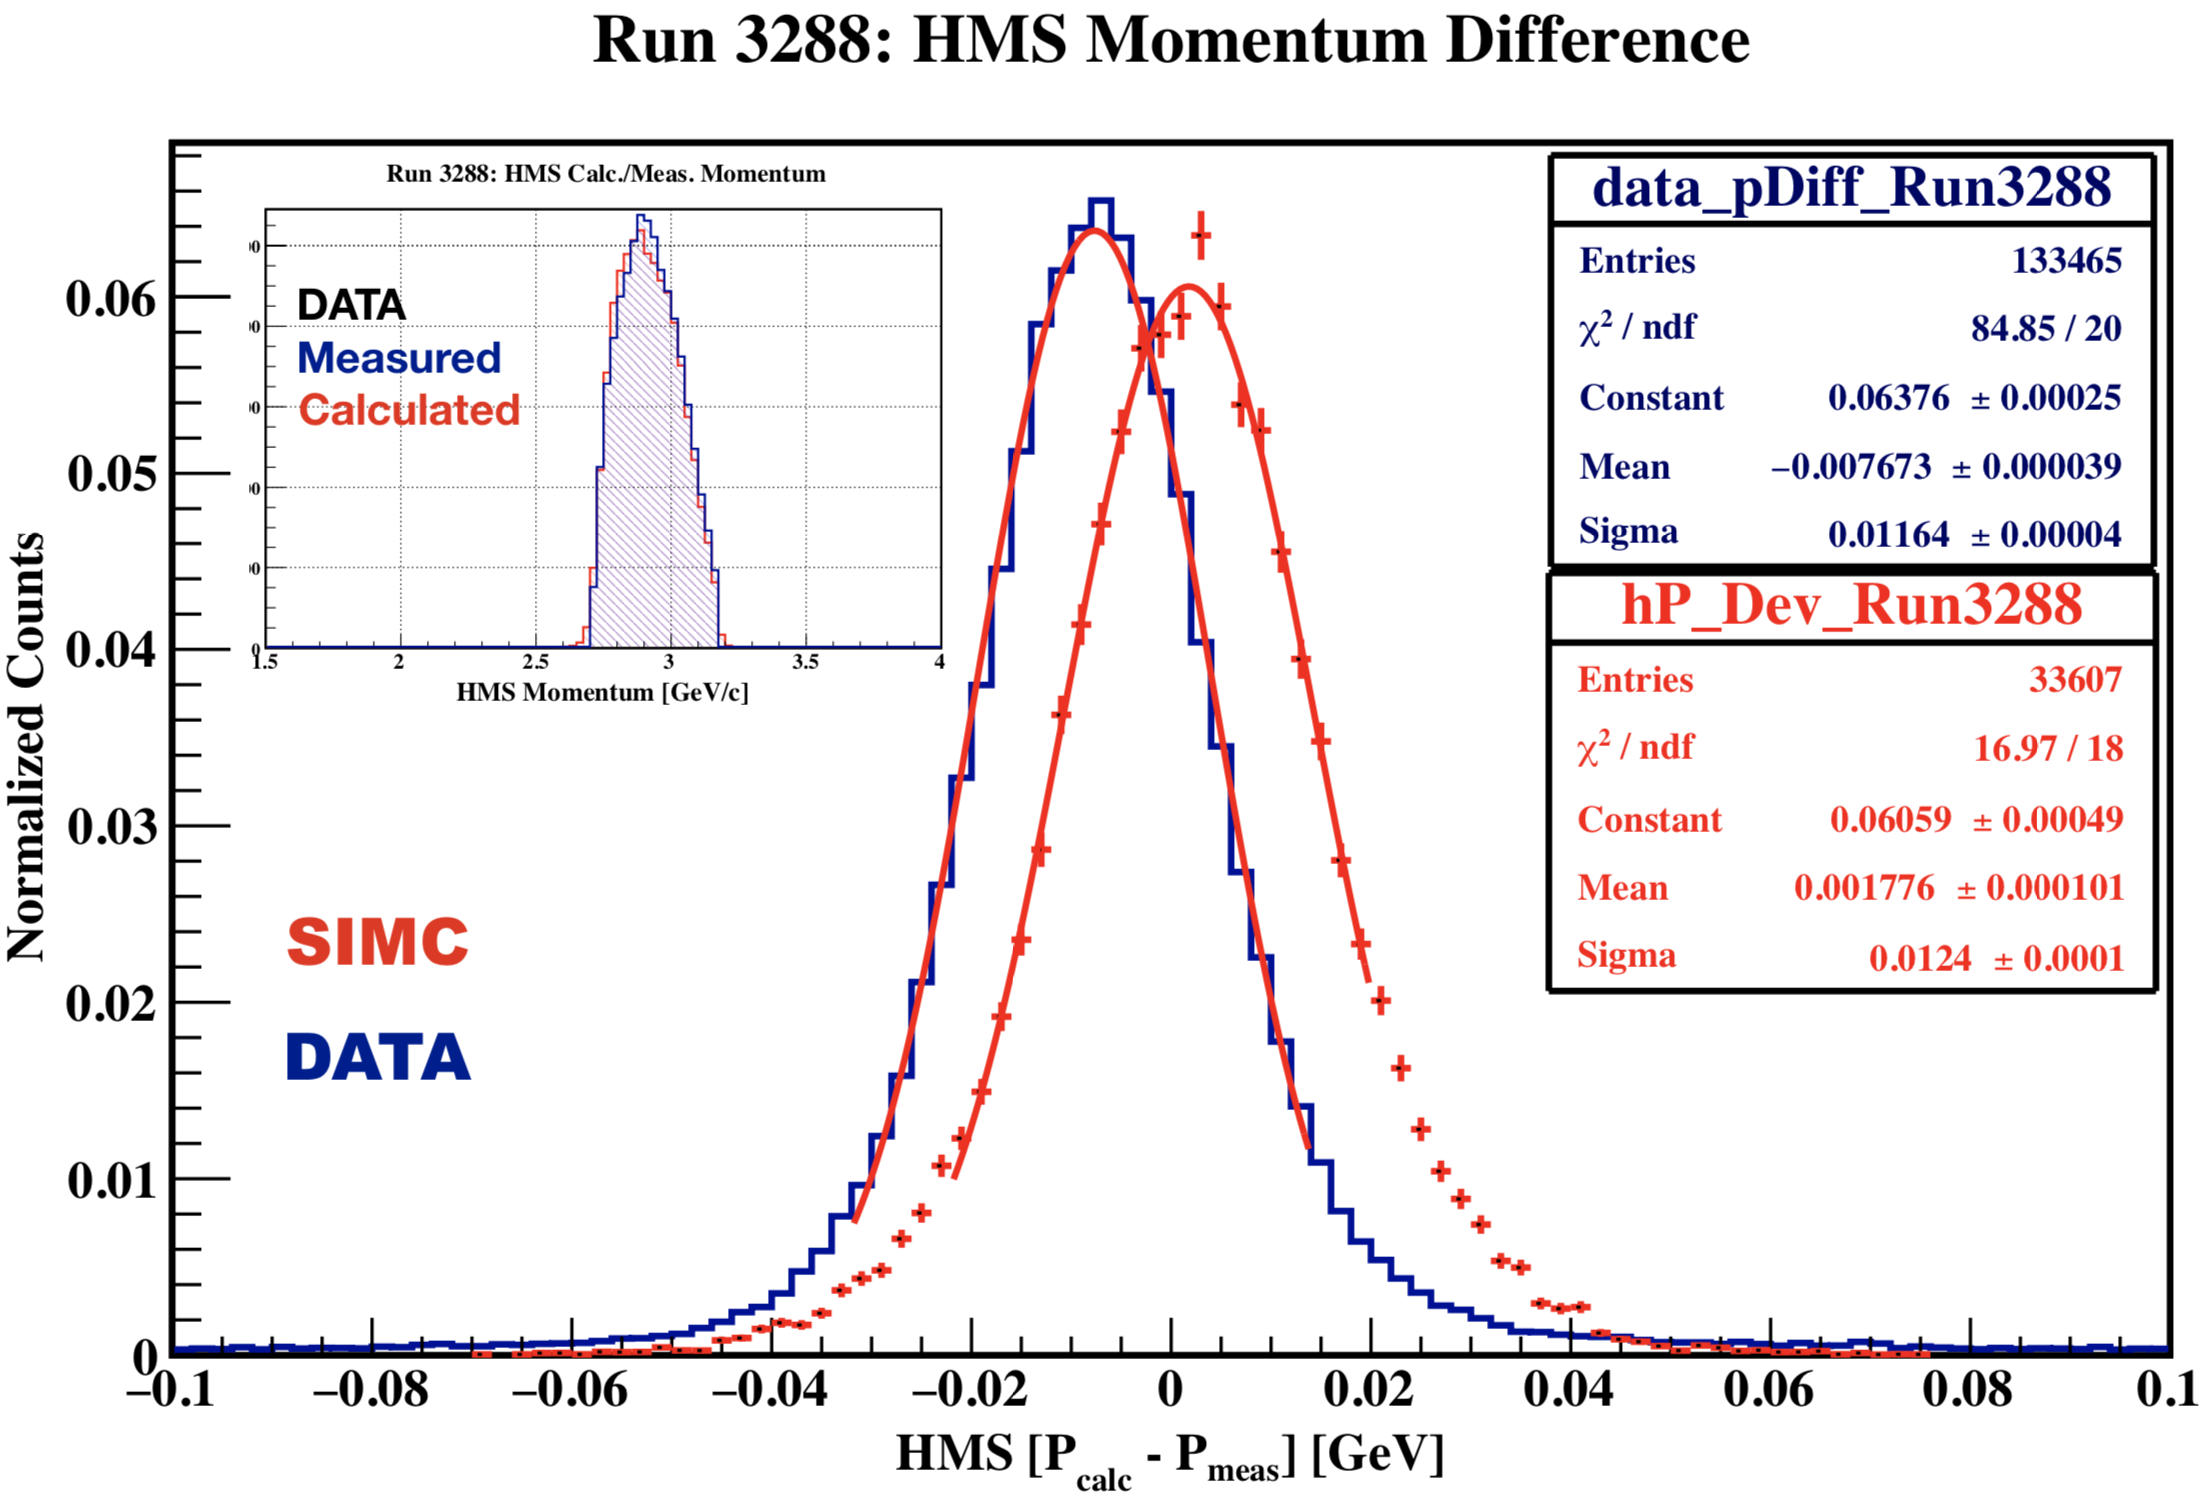 Run 3288: HMS Momentum Difference
Run 3288: HMS Calc./Meas. Momentum
DATA
Measured
Calculated
0
1.5 2 2.5 3 3.5 4
HMS Momentum [GeV/c]
data_pDiff_Run3288
Entries 133465
χ² / ndf 84.85 / 20
Constant 0.06376 ± 0.00025
Mean −0.007673 ± 0.000039
Sigma 0.01164 ± 0.00004
hP_Dev_Run3288
Entries 33607
χ² / ndf 16.97 / 18
Constant 0.06059 ± 0.00049
Mean 0.001776 ± 0.000101
Sigma 0.0124 ± 0.0001
SIMC
DATA
Normalized Counts
0.06
0.05
0.04
0.03
0.02
0.01
0
−0.1 −0.08 −0.06 −0.04 −0.02 0 0.02 0.04 0.06 0.08 0.1
HMS [Pcalc - Pmeas] [GeV]